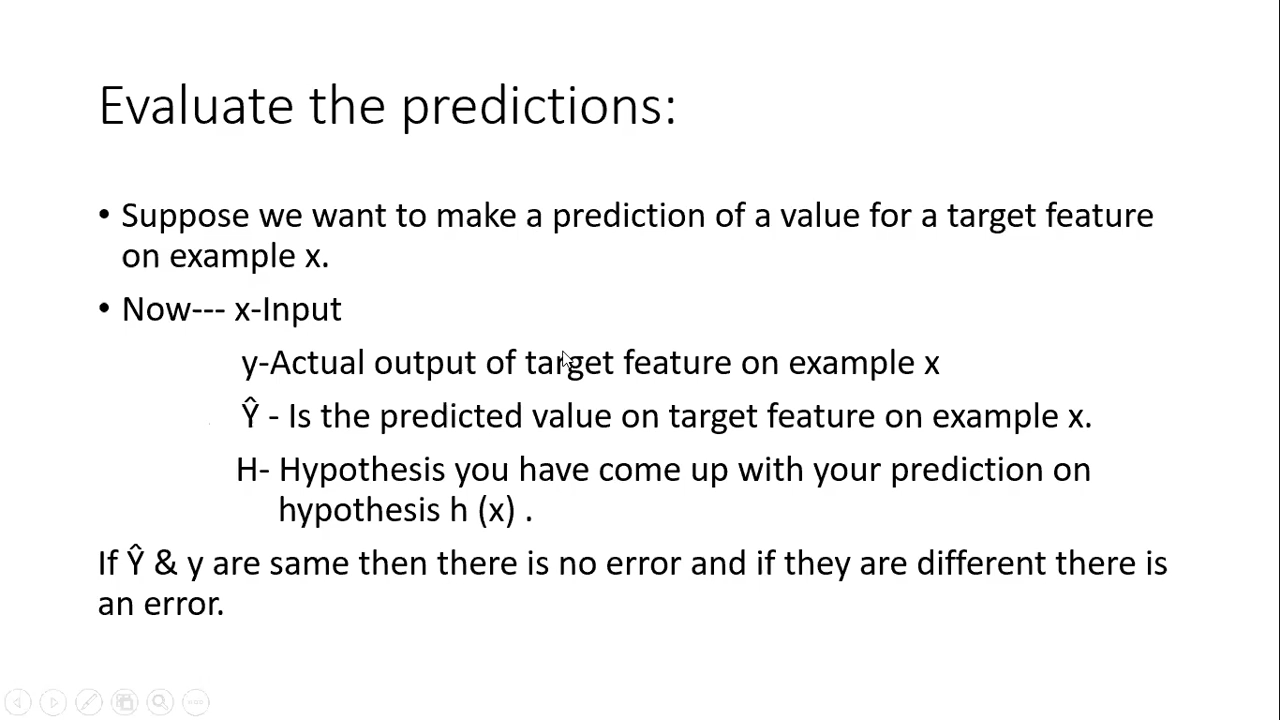 Evaluate the predictions:
• Suppose we want to make a prediction of a value for a target feature
on example x.
• Now--- x-Input
y-Actual output of target feature on example x
Ŷ - Is the predicted value on target feature on example x.
H- Hypothesis you have come up with your prediction on
hypothesis h (x) .
If Ŷ & y are same then there is no error and if they are different there is
an error.